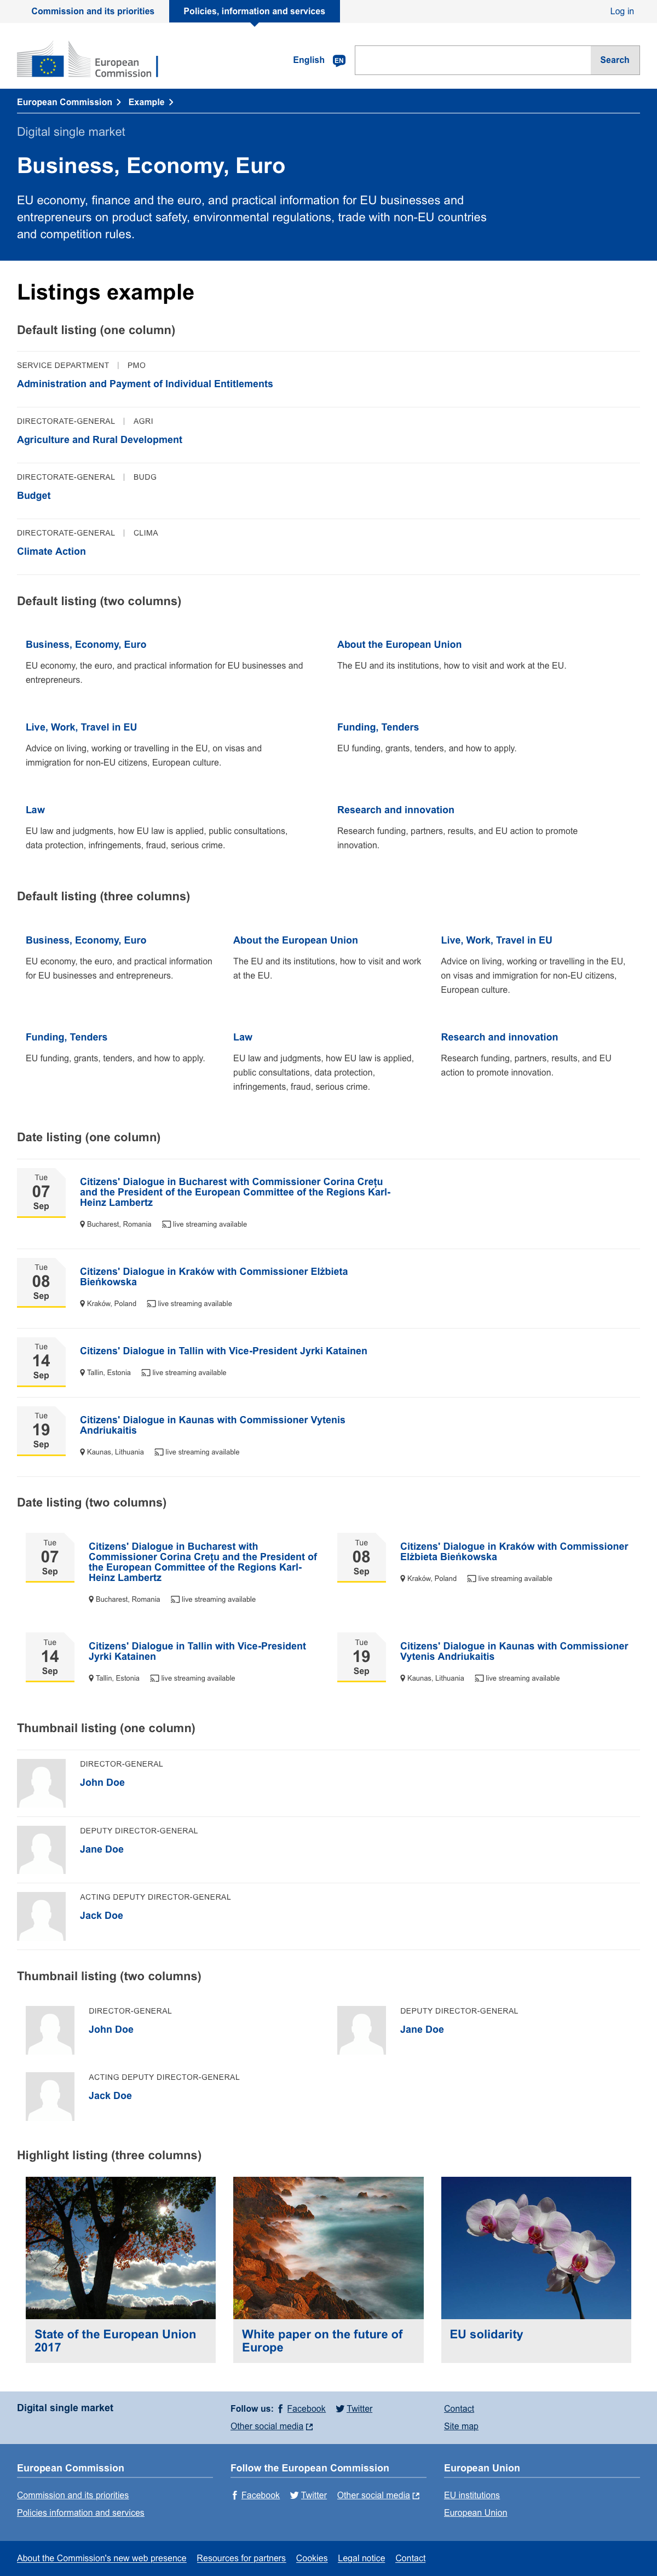 Commission and its priorities
Policies, information and services
Log in
European
Commission
English
EN
Search
European Commission
Example
Digital single market
Business, Economy, Euro
EU economy, finance and the euro, and practical information for EU businesses and
entrepreneurs on product safety, environmental regulations, trade with non-EU countries
and competition rules.
Listings example
Default listing (one column)
SERVICE DEPARTMENT | PMO
Administration and Payment of Individual Entitlements
DIRECTORATE-GENERAL | AGRI
Agriculture and Rural Development
DIRECTORATE-GENERAL | BUDG
Budget
DIRECTORATE-GENERAL | CLIMA
Climate Action
Default listing (two columns)
Business, Economy, Euro
EU economy, the euro, and practical information for EU businesses and
entrepreneurs.
About the European Union
The EU and its institutions, how to visit and work at the EU.
Live, Work, Travel in EU
Advice on living, working or travelling in the EU, on visas and
immigration for non-EU citizens, European culture.
Funding, Tenders
EU funding, grants, tenders, and how to apply.
Law
EU law and judgments, how EU law is applied, public consultations,
data protection, infringements, fraud, serious crime.
Research and innovation
Research funding, partners, results, and EU action to promote
innovation.
Default listing (three columns)
Business, Economy, Euro
EU economy, the euro, and practical information
for EU businesses and entrepreneurs.
About the European Union
The EU and its institutions, how to visit and work
at the EU.
Live, Work, Travel in EU
Advice on living, working or travelling in the EU,
on visas and immigration for non-EU citizens,
European culture.
Funding, Tenders
EU funding, grants, tenders, and how to apply.
Law
EU law and judgments, how EU law is applied,
public consultations, data protection,
infringements, fraud, serious crime.
Research and innovation
Research funding, partners, results, and EU
action to promote innovation.
Date listing (one column)
Tue
07
Sep
Citizens' Dialogue in Bucharest with Commissioner Corina Crețu
and the President of the European Committee of the Regions Karl-
Heinz Lambertz
Bucharest, Romania
live streaming available
Tue
08
Sep
Citizens' Dialogue in Kraków with Commissioner Elżbieta
Bieńkowska
Kraków, Poland
live streaming available
Tue
14
Sep
Citizens' Dialogue in Tallin with Vice-President Jyrki Katainen
Tallin, Estonia
live streaming available
Tue
19
Sep
Citizens' Dialogue in Kaunas with Commissioner Vytenis
Andriukaitis
Kaunas, Lithuania
live streaming available
Date listing (two columns)
Tue
07
Sep
Citizens' Dialogue in Bucharest with
Commissioner Corina Crețu and the President of
the European Committee of the Regions Karl-
Heinz Lambertz
Bucharest, Romania
live streaming available
Tue
08
Sep
Citizens' Dialogue in Kraków with Commissioner
Elżbieta Bieńkowska
Kraków, Poland
live streaming available
Tue
14
Sep
Citizens' Dialogue in Tallin with Vice-President
Jyrki Katainen
Tallin, Estonia
live streaming available
Tue
19
Sep
Citizens' Dialogue in Kaunas with Commissioner
Vytenis Andriukaitis
Kaunas, Lithuania
live streaming available
Thumbnail listing (one column)
DIRECTOR-GENERAL
John Doe
DEPUTY DIRECTOR-GENERAL
Jane Doe
ACTING DEPUTY DIRECTOR-GENERAL
Jack Doe
Thumbnail listing (two columns)
DIRECTOR-GENERAL
John Doe
DEPUTY DIRECTOR-GENERAL
Jane Doe
ACTING DEPUTY DIRECTOR-GENERAL
Jack Doe
Highlight listing (three columns)
State of the European Union
2017
White paper on the future of
Europe
EU solidarity
Digital single market
Follow us: Facebook Twitter
Other social media
Contact
Site map
European Commission
Commission and its priorities
Policies information and services
Follow the European Commission
Facebook Twitter Other social media
European Union
EU institutions
European Union
About the Commission's new web presence Resources for partners Cookies Legal notice Contact